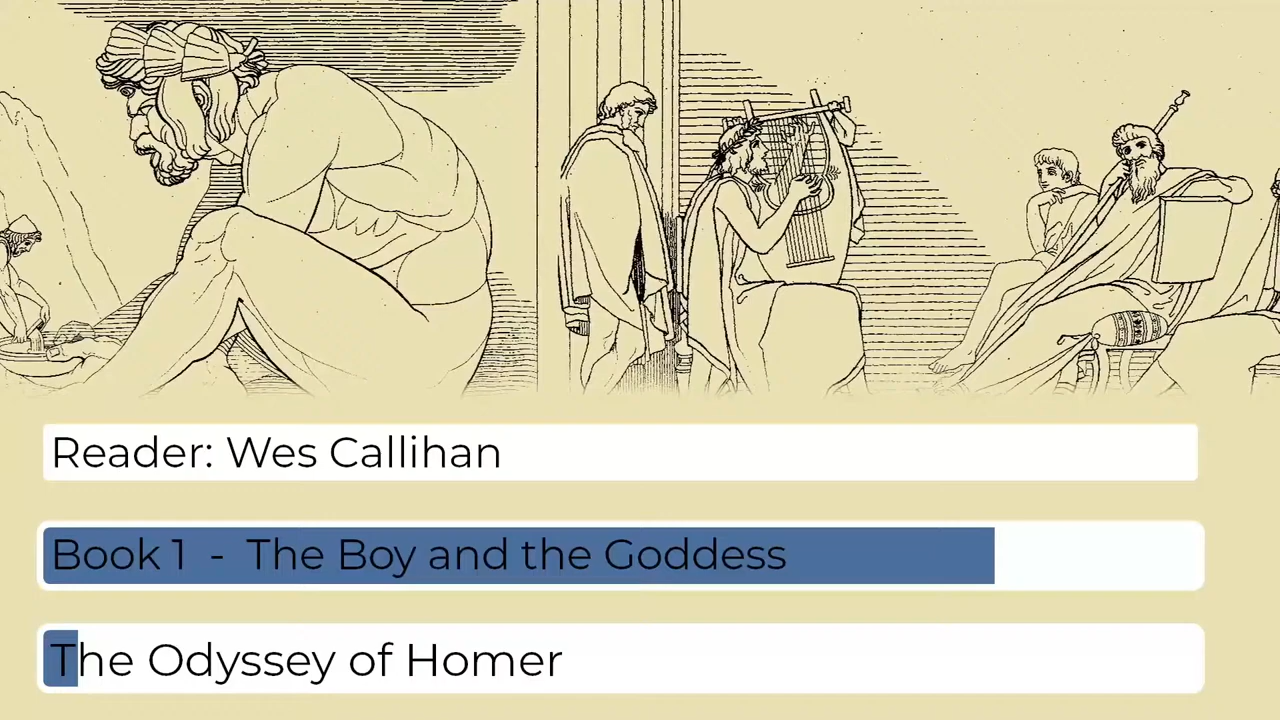 Reader: Wes Callihan
Book 1 - The Boy and the Goddess
The Odyssey of Homer